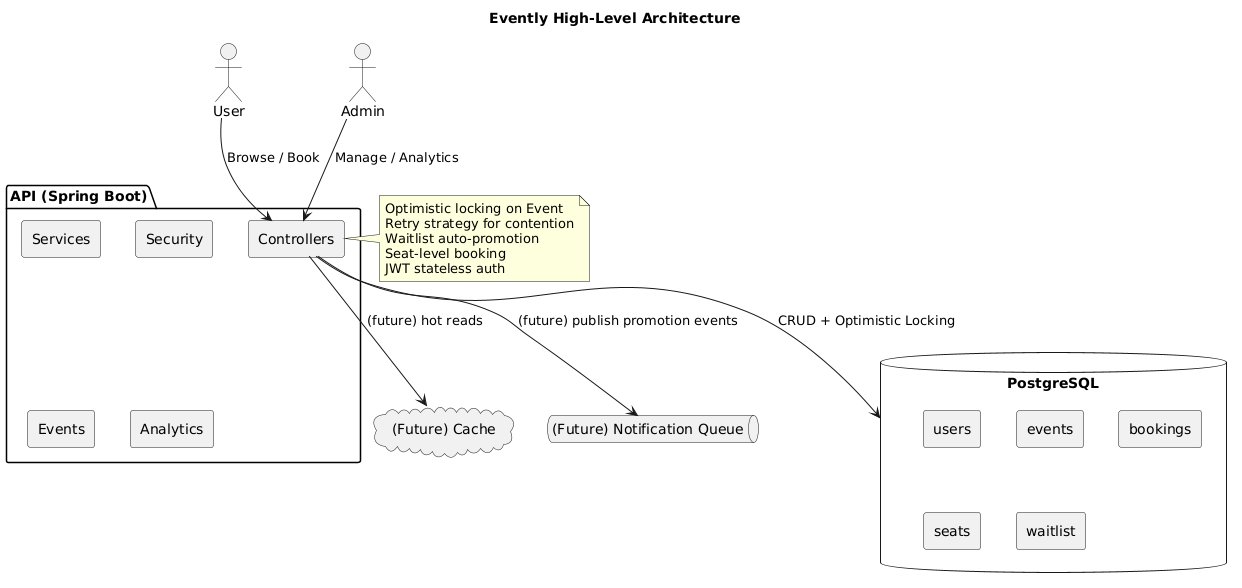 Evently High-Level Architecture
User
Admin
Browse / Book
Manage / Analytics
API (Spring Boot)
Services
Security
Controllers
Optimistic locking on Event
Retry strategy for contention
Waitlist auto-promotion
Seat-level booking
JWT stateless auth
(future) hot reads
(future) publish promotion events
CRUD + Optimistic Locking
Events
Analytics
(Future) Cache
(Future) Notification Queue
PostgreSQL
users
events
bookings
seats
waitlist